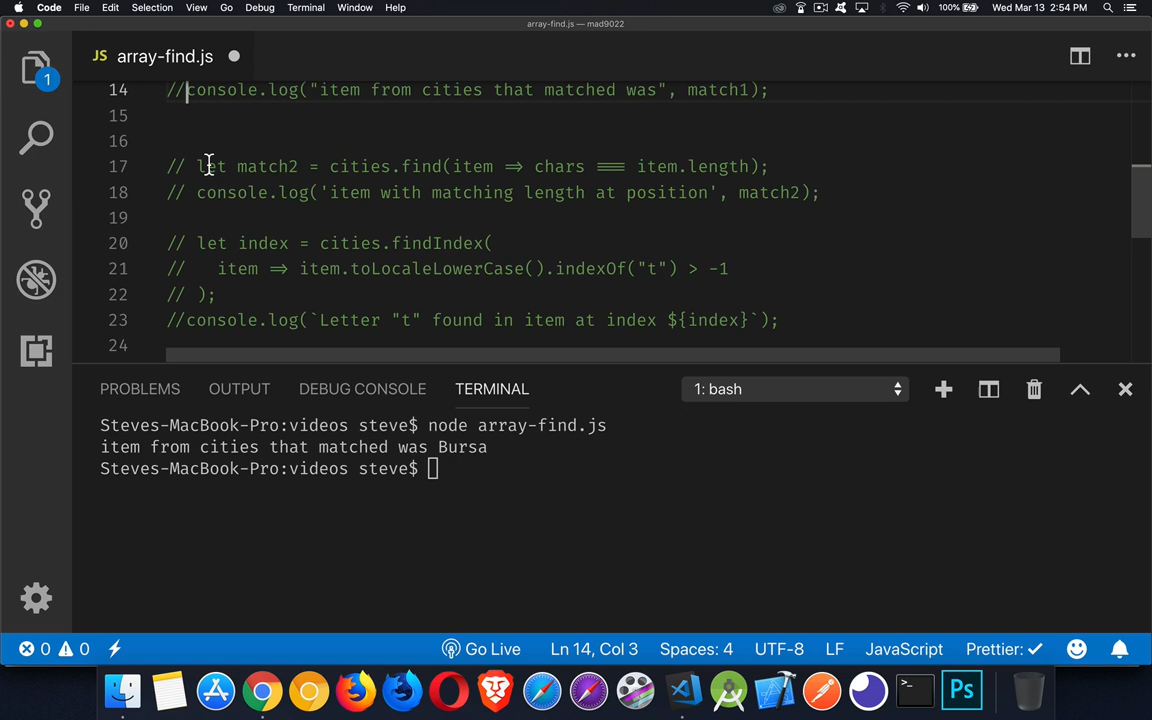 Code File Edit Selection View Go Debug Terminal Window Help 100% Wed Mar 13 2:54 PM
array-find.js — mad9022
JS array-find.js
1
14 //console.log("item from cities that matched was", match1);
15
16
17 // let match2 = cities.find(item => chars === item.length);
18 // console.log('item with matching length at position', match2);
19
20 // let index = cities.findIndex(
21 //   item => item.toLocaleLowerCase().indexOf("t") > -1
22 // );
23 //console.log(`Letter "t" found in item at index ${index}`);
24
PROBLEMS OUTPUT DEBUG CONSOLE TERMINAL 1: bash
Steves-MacBook-Pro:videos steve$ node array-find.js
item from cities that matched was Bursa
Steves-MacBook-Pro:videos steve$
0 0 Go Live Ln 14, Col 3 Spaces: 4 UTF-8 LF JavaScript Prettier: ✓
>_ Ps